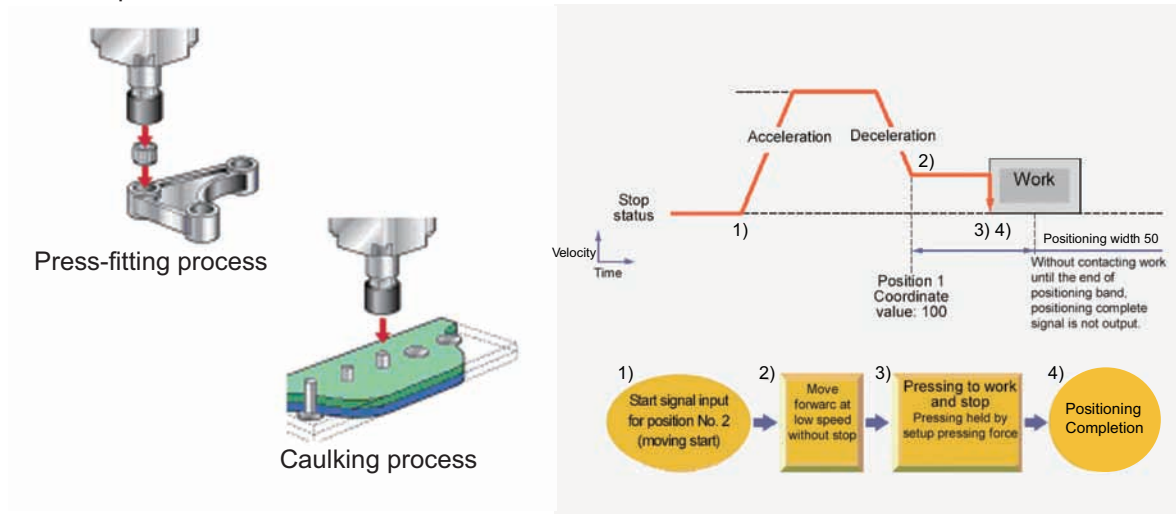 Press-fitting process
Caulking process
Acceleration
Deceleration
2)
Work
Stop
status
1)
3) 4)
Velocity
Time
Positioning width 50
Position 1
Coordinate
value: 100
Without contacting work
until the end of
positioning band,
positioning complete
signal is not output.
1)
Start signal input
for position No. 2
(moving start)
2)
Move
forwarc at
low speed
without stop
3)
Pressing to work
and stop
Pressing held by
setup pressing force
4)
Positioning
Completion